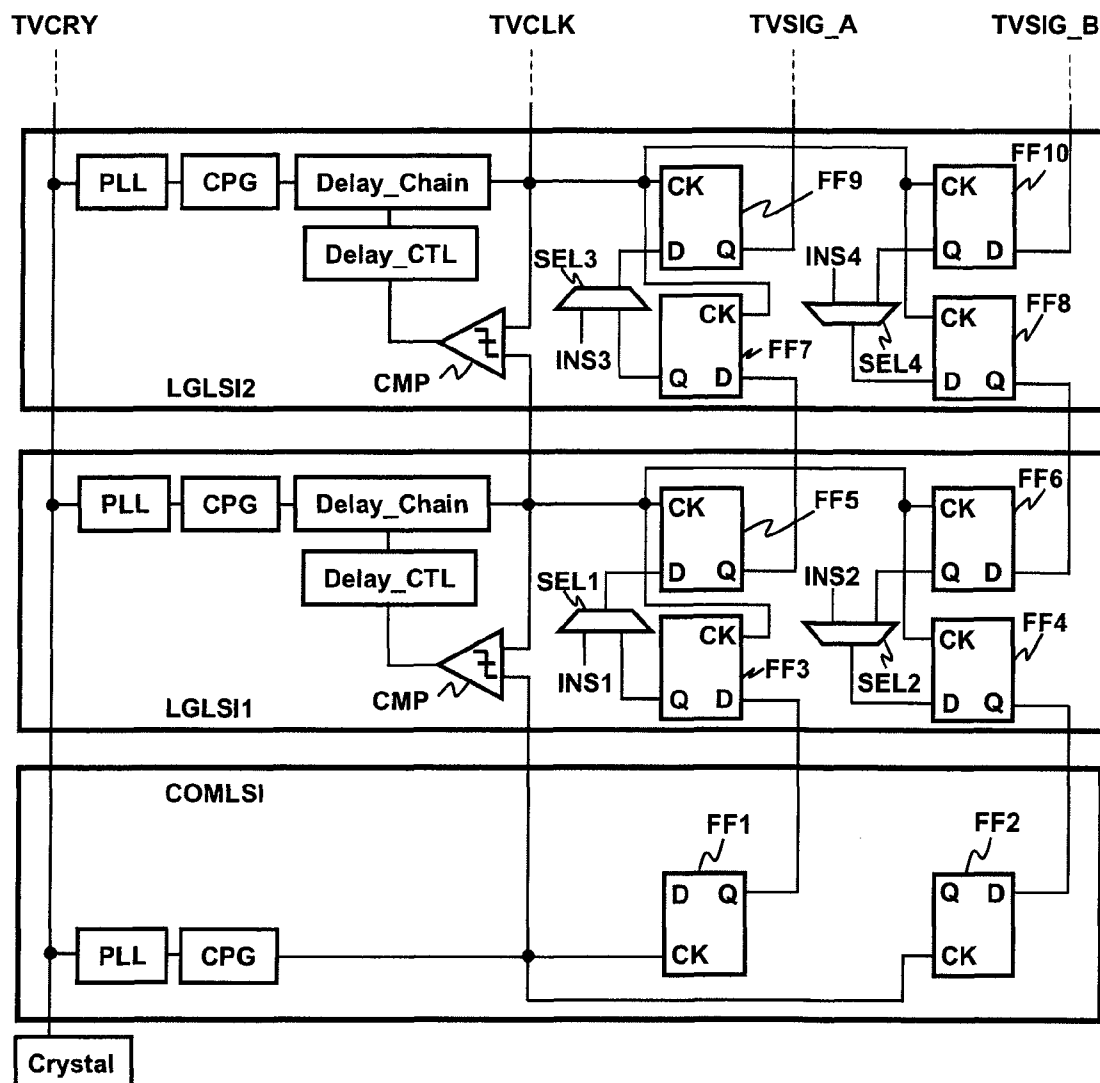 TVCRY TVCLK TVSIG_A TVSIG_B
PLL CPG Delay_Chain
Delay_CTL
CMP
LGLSI2
CK
D Q
FF9
SEL3
INS3
CK
Q D
FF7
CK
Q D
FF10
INS4
SEL4
CK
D Q
FF8
PLL CPG Delay_Chain
Delay_CTL
CMP
LGLSI1
CK
D Q
FF5
SEL1
INS1
CK
Q D
FF3
CK
Q D
FF6
INS2
SEL2
CK
D Q
FF4
COMLSI
PLL CPG
FF1
D Q
CK
FF2
Q D
CK
Crystal